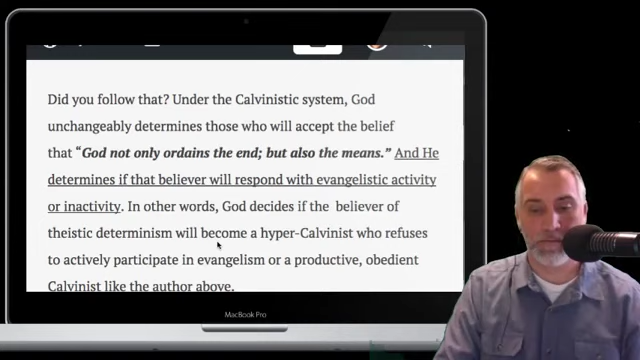 Did you follow that? Under the Calvinistic system, God
unchangeably determines those who will accept the belief
that “God not only ordains the end; but also the means.” And He
determines if that believer will respond with evangelistic activity
or inactivity. In other words, God decides if the believer of
theistic determinism will become a hyper-Calvinist who refuses
to actively participate in evangelism or a productive, obedient
Calvinist like the author above.
MacBook Pro